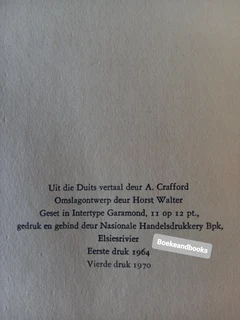 Uit die Duits vertaal deur A. Crafford
Omslagontwerp deur Horst Walter
Geset in Intertype Garamond, 11 op 12 pt.,
gedruk en gebind deur Nasionale Handelsdrukkery Bpk,
Elsiesrivier
Boekeandbooks
Eerste druk 1964
Vierde druk 1970